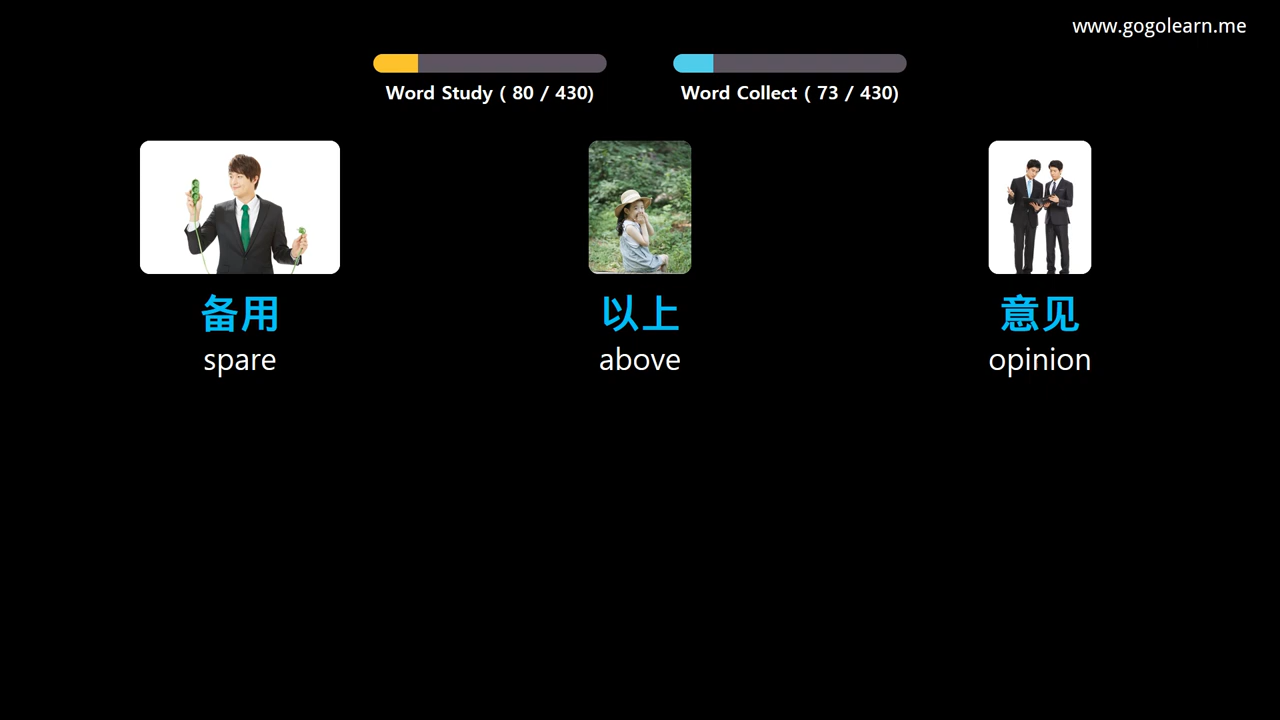 www.gogolearn.me
Word Study ( 80 / 430)
Word Collect ( 73 / 430)
备用
spare
以上
above
意见
opinion